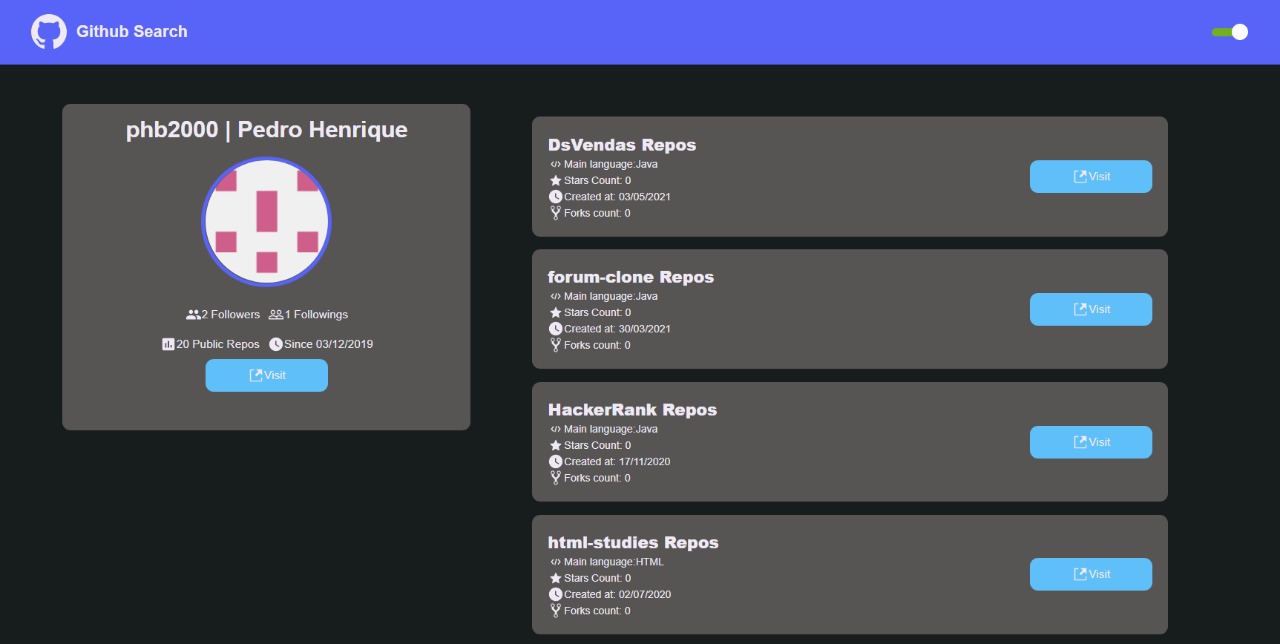 Github Search
phb2000 | Pedro Henrique
2 Followers 1 Followings
20 Public Repos Since 03/12/2019
Visit
DsVendas Repos
Main language:Java
Stars Count: 0
Created at: 03/05/2021
Forks count: 0
Visit
forum-clone Repos
Main language:Java
Stars Count: 0
Created at: 30/03/2021
Forks count: 0
Visit
HackerRank Repos
Main language:Java
Stars Count: 0
Created at: 17/11/2020
Forks count: 0
Visit
html-studies Repos
Main language:HTML
Stars Count: 0
Created at: 02/07/2020
Forks count: 0
Visit